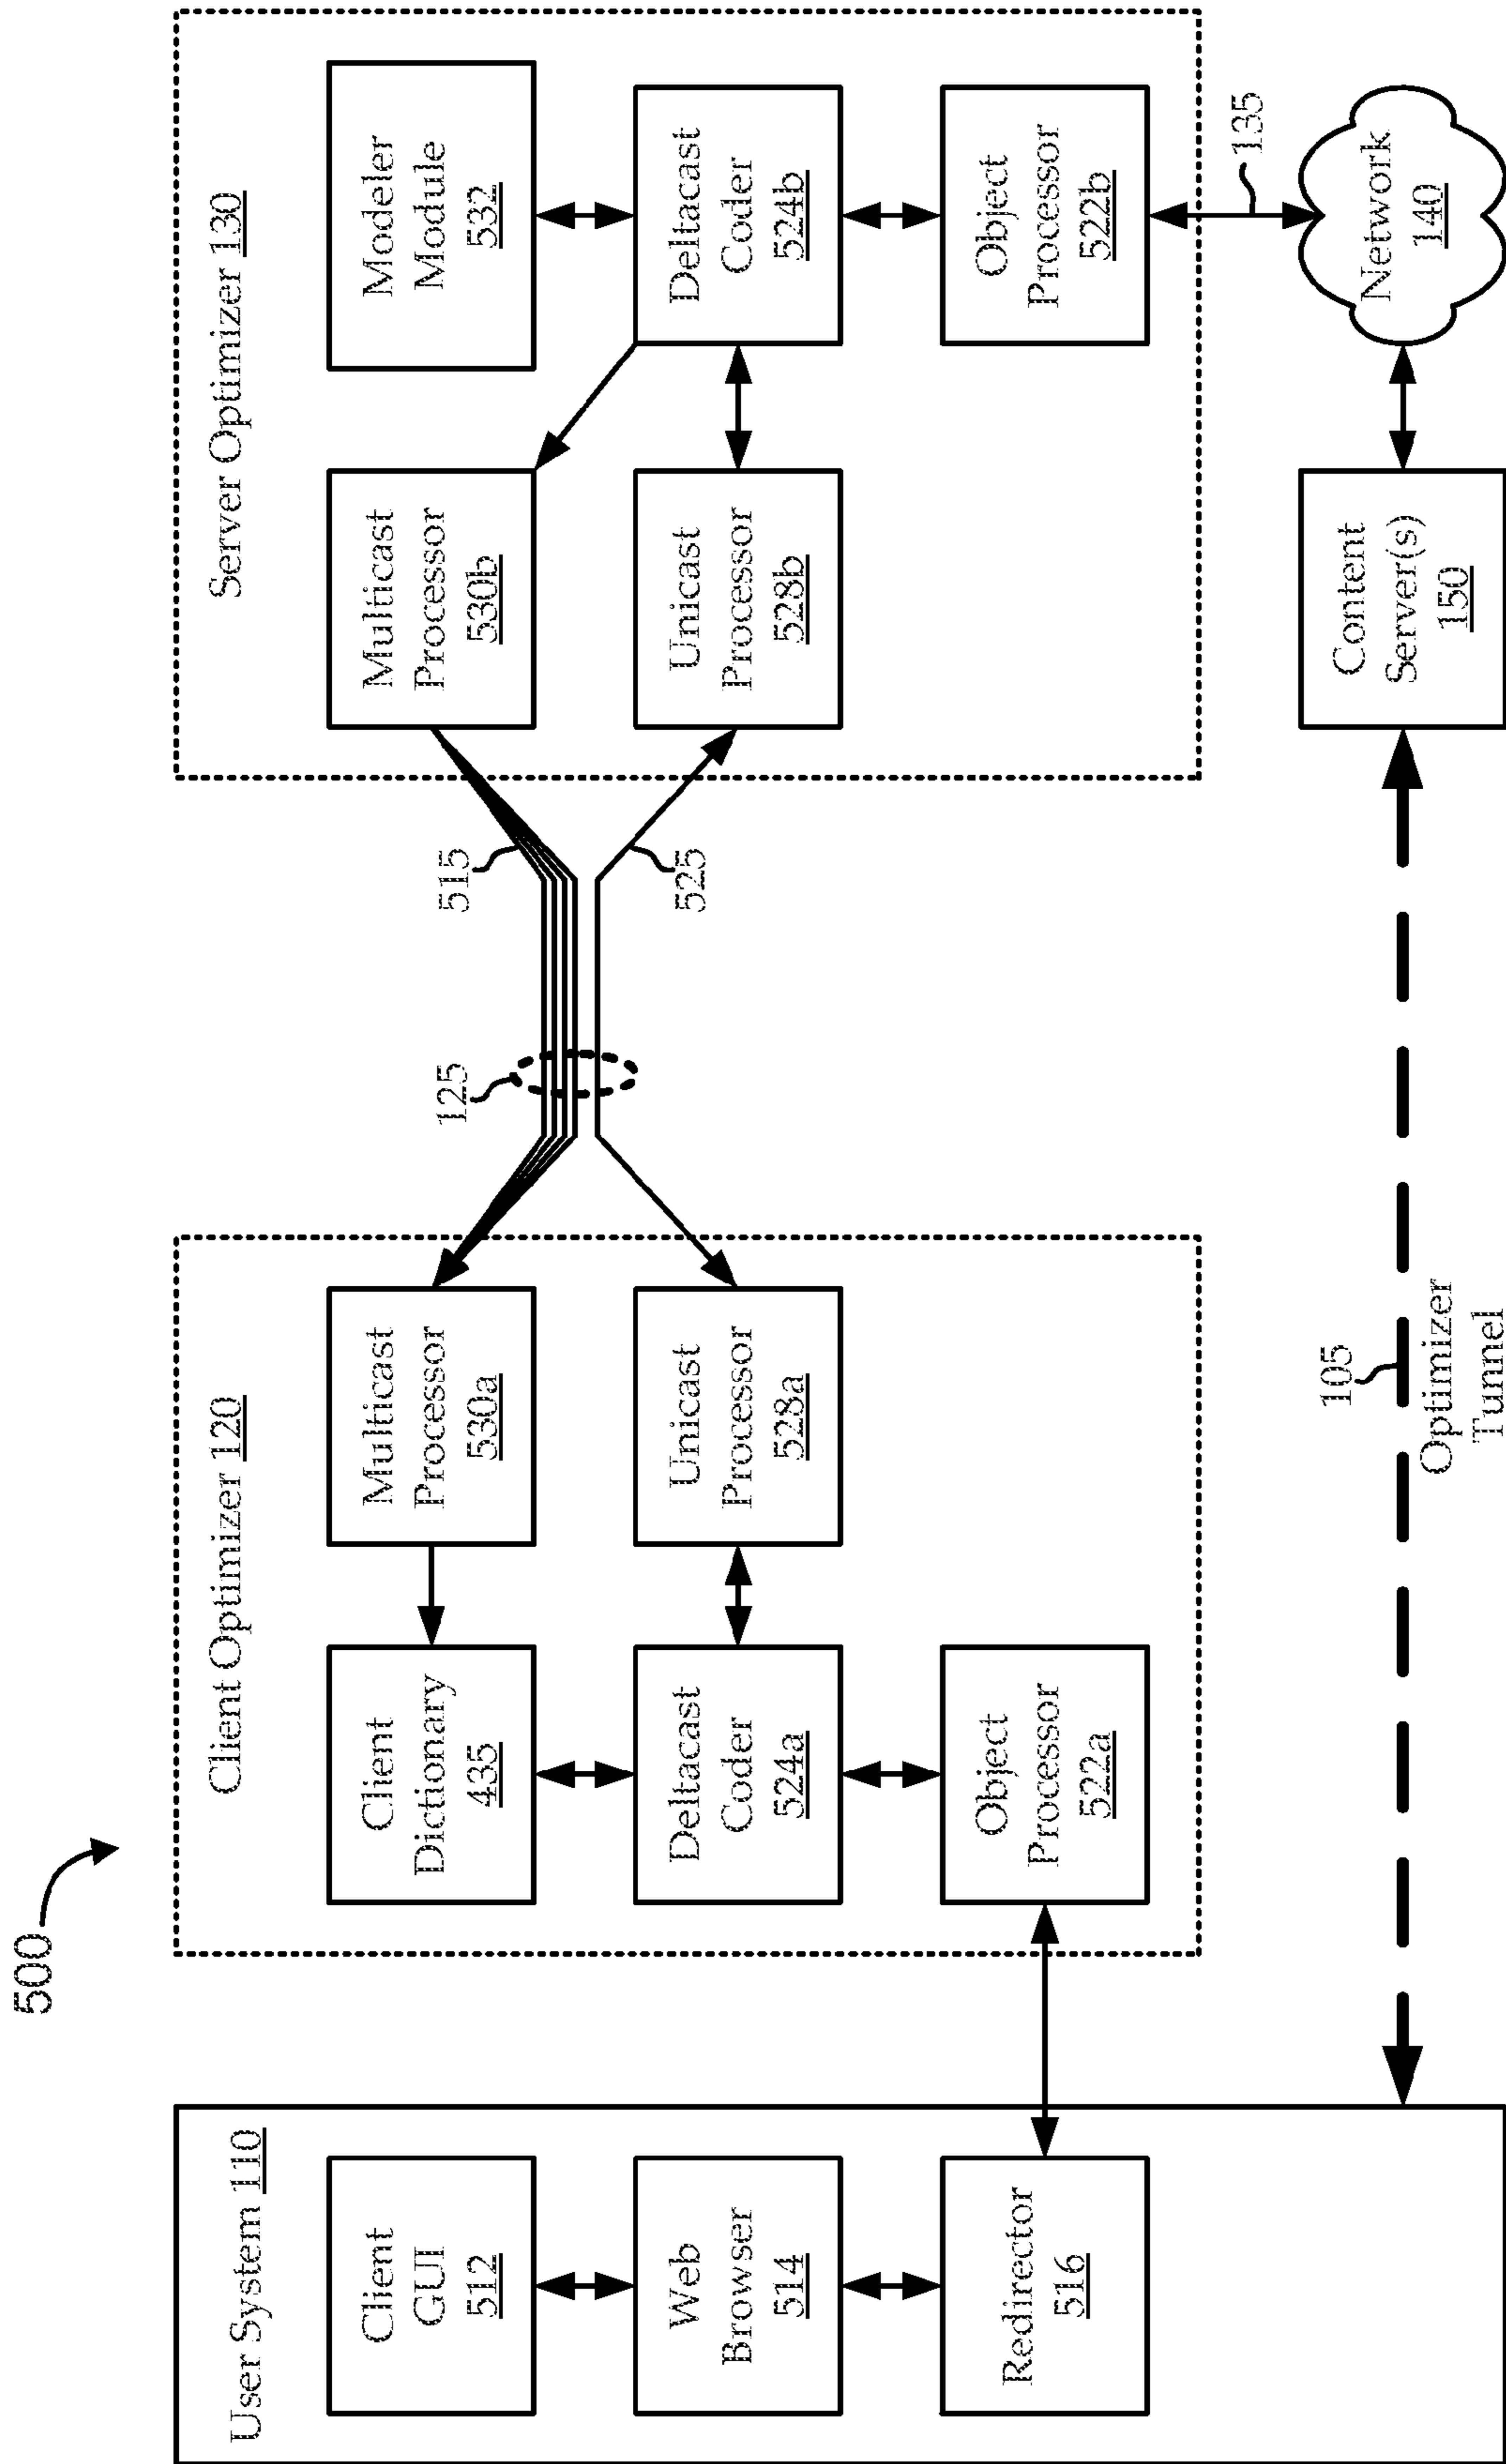 500
User System 110
Client
GUI
512
Web
Browser
514
Redirector
516
Client Optimizer 120
Client
Dictionary
435
Multicast
Processor
530a
Deltacast
Coder
524a
Unicast
Processor
528a
Object
Processor
522a
125
515
525
Server Optimizer 130
Multicast
Processor
530b
Modeler
Module
532
Unicast
Processor
528b
Deltacast
Coder
524b
Object
Processor
522b
135
105
Optimizer
Tunnel
Content
Server(s)
150
Network
140